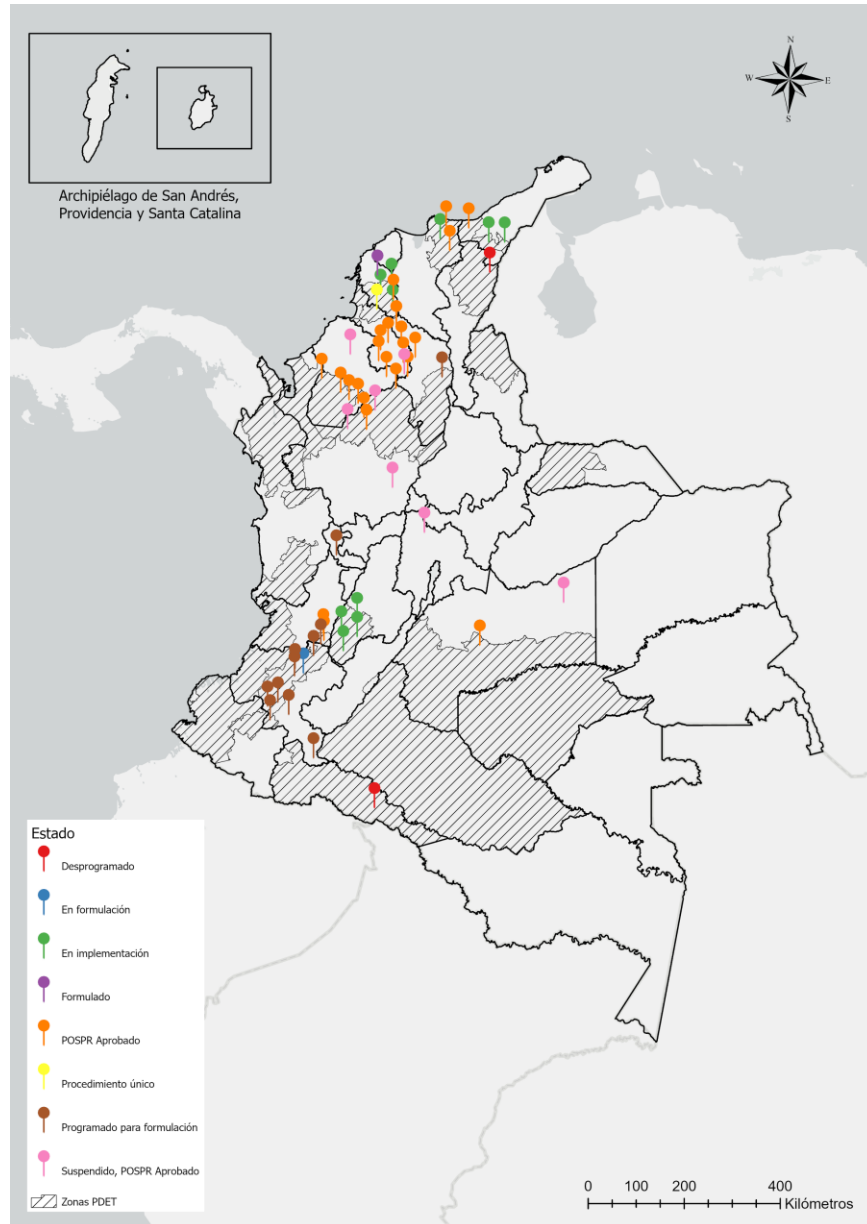 N
W
E
S
Archipiélago de San Andrés,
Providencia y Santa Catalina
Estado
Desprogramado
En formulación
En implementación
Formulado
POSPR Aprobado
Procedimiento único
Programado para formulación
Suspendido, POSPR Aprobado
Zonas PDET
0 100 200 400
Kilómetros